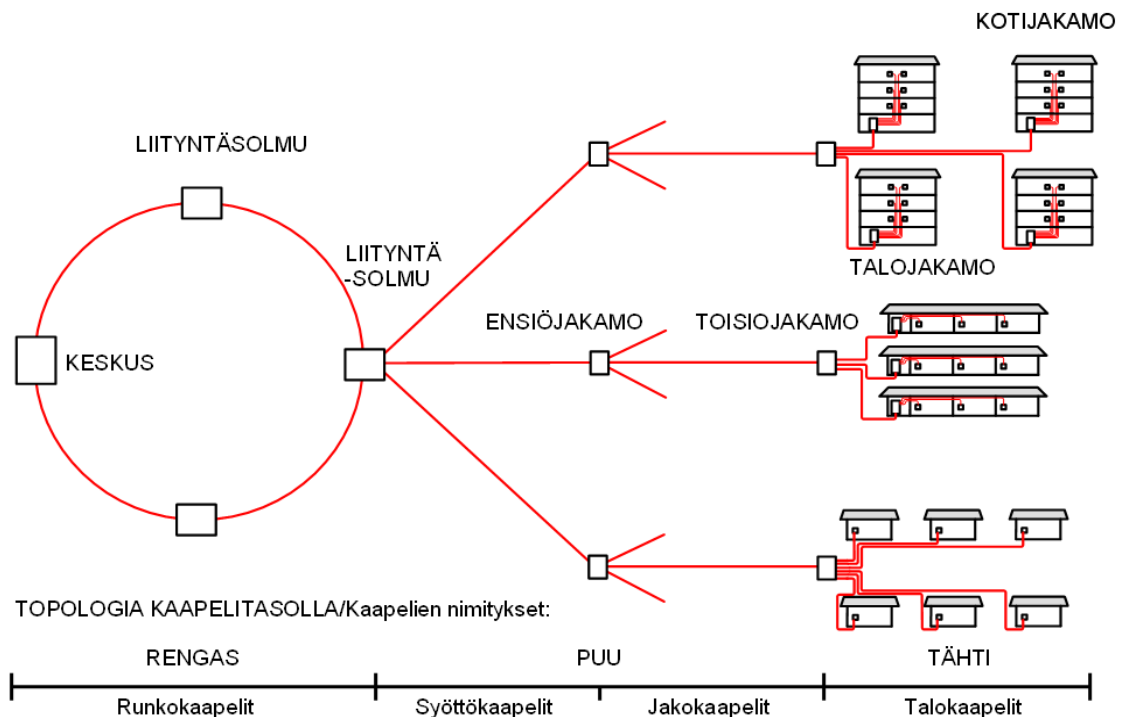 KOTIJAKAMO
LIITYNTÄSOLMU
LIITYNTÄ
-SOLMU
TALOJAKAMO
ENSIÖJAKAMO
TOISIOJAKAMO
KESKUS
TOPOLOGIA KAAPELITASOLLA/Kaapelien nimitykset:
RENGAS
PUU
TÄHTI
Runkokaapelit
Syöttökaapelit
Jakokaapelit
Talokaapelit